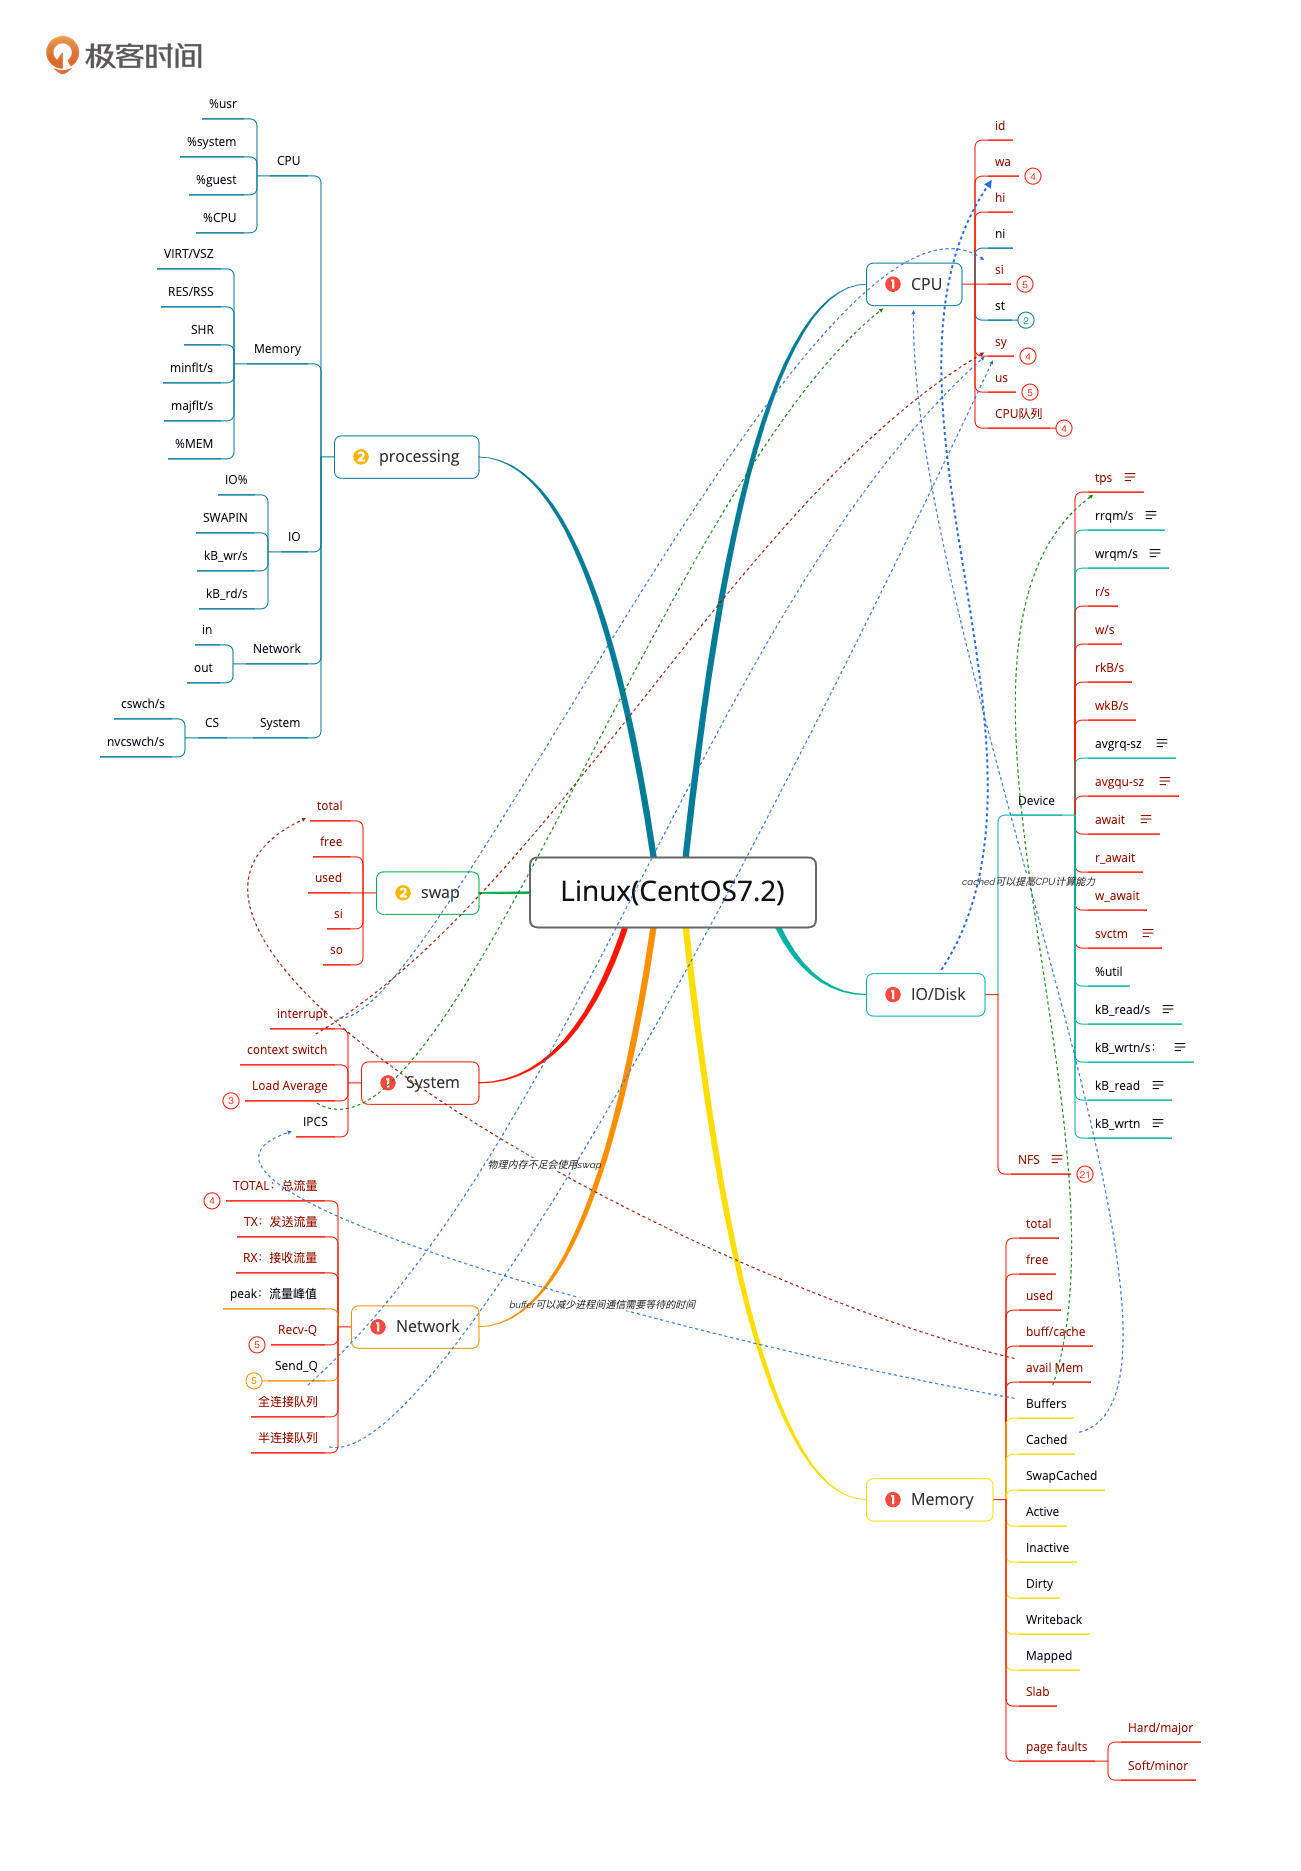 极客时间
%usr
%system
%guest
%CPU
CPU
VIRT/VSZ
RES/RSS
SHR
minflt/s
majflt/s
%MEM
Memory
IO%
SWAPIN
kB_wr/s
kB_rd/s
IO
in
out
Network
cswch/s
nvcswch/s
CS
System
2 processing
total
free
used
si
so
2 swap
interrupt
context switch
Load Average
3
IPCS
1 System
TOTAL：总流量
4
TX：发送流量
RX：接收流量
peak：流量峰值
Recv-Q
5
Send_Q
5
全连接队列
半连接队列
1 Network
Linux(CentOS7.2)
物理内存不足会使用swap
buffer可以减少进程间通信需要等待的时间
1 CPU
id
wa
4
hi
ni
si
5
st
2
sy
4
us
5
CPU队列
4
1 IO/Disk
Device
tps
rrqm/s
wrqm/s
r/s
w/s
rkB/s
wkB/s
avgrq-sz
avgqu-sz
await
r_await
cached可以提高CPU计算能力
w_await
svctm
%util
kB_read/s
kB_wrtn/s：
kB_read
kB_wrtn
NFS
21
1 Memory
total
free
used
buff/cache
avail Mem
Buffers
Cached
SwapCached
Active
Inactive
Dirty
Writeback
Mapped
Slab
page faults
Hard/major
Soft/minor